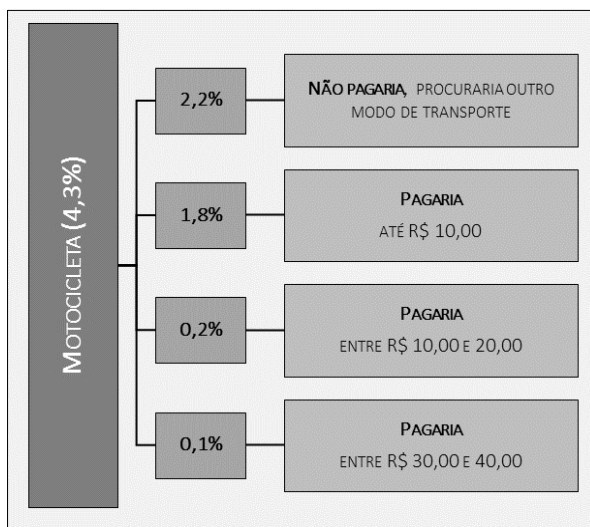 MOTOCICLETA (4,3%)
2,2%
NÃO PAGARIA, PROCURARIA OUTRO
MODO DE TRANSPORTE
1,8%
PAGARIA
ATÉ R$ 10,00
0,2%
PAGARIA
ENTRE R$ 10,00 E 20,00
0,1%
PAGARIA
ENTRE R$ 30,00 E 40,00